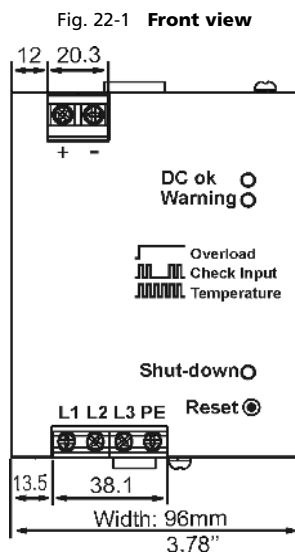 Fig. 22-1 Front view
12 20.3
+ -
DC ok
Warning
Overload
Check Input
Temperature
Shut-down
L1 L2 L3 PE
Reset
13.5 38.1
Width: 96mm
3,78”